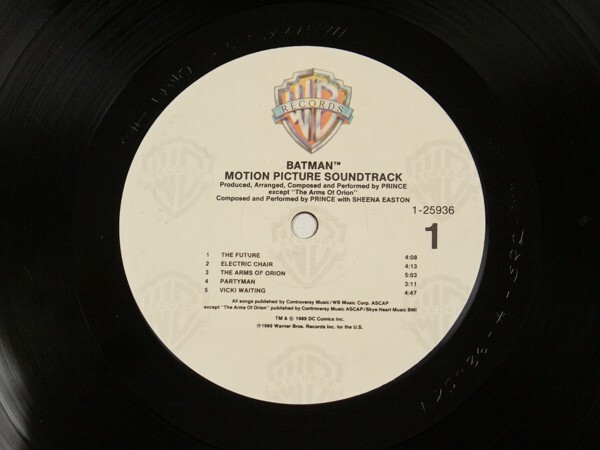 WB
RECORDS
BATMAN™
MOTION PICTURE SOUNDTRACK
Produced, Arranged, Composed and Performed by PRINCE
except "The Arms Of Orion"
Composed and Performed by PRINCE with SHEENA EASTON
1-25936
1
1 THE FUTURE 4:08
2 ELECTRIC CHAIR 4:13
3 THE ARMS OF ORION 5:03
4 PARTYMAN 3:11
5 VICKI WAITING 4:47
All songs published by Controversy Music/WB Music Corp. ASCAP
except "The Arms Of Orion" published by Controversy Music ASCAP/Skye Heart Music BMI
TM & © 1989 DC Comics Inc.
℗1989 Warner Bros. Records Inc. for the US.